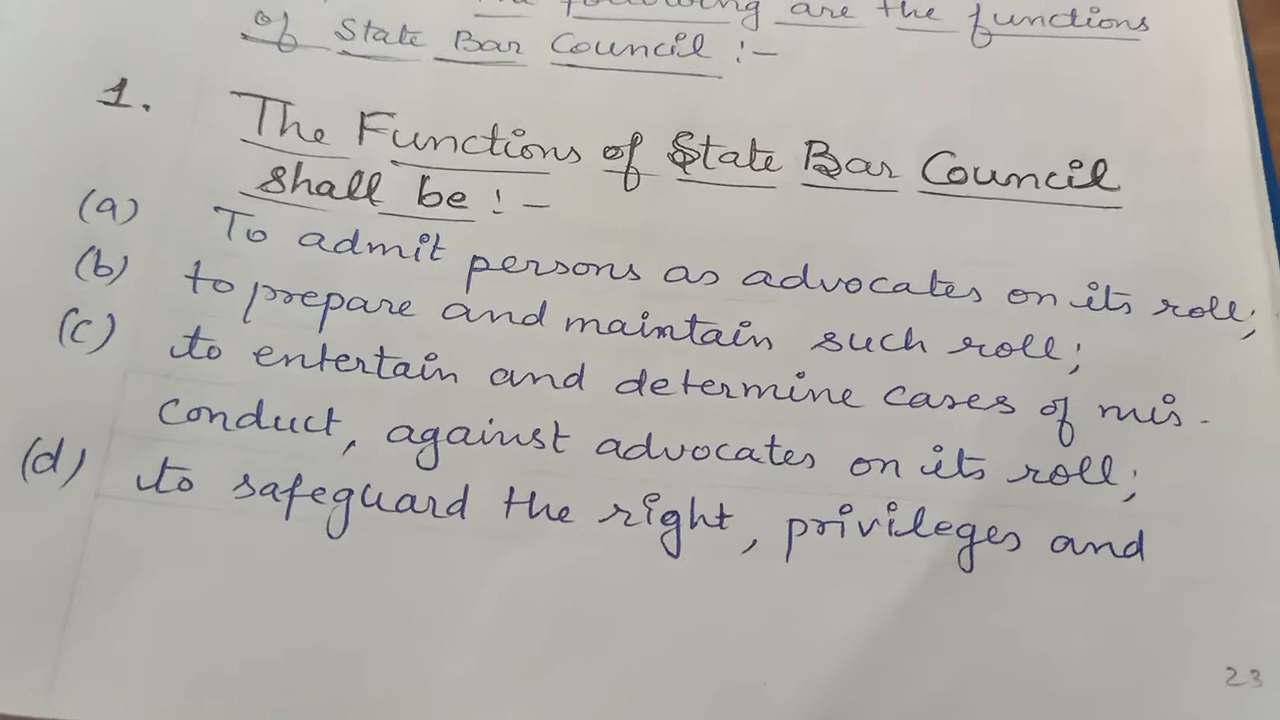 following are the functions
of State Bar Council :-
1. The Functions of State Bar Council
shall be : -
(a) To admit persons as advocates on its roll;
(b) to prepare and maintain such roll;
(c) to entertain and determine cases of mis-
conduct, against advocates on its roll;
(d) to safeguard the right, privileges and
23